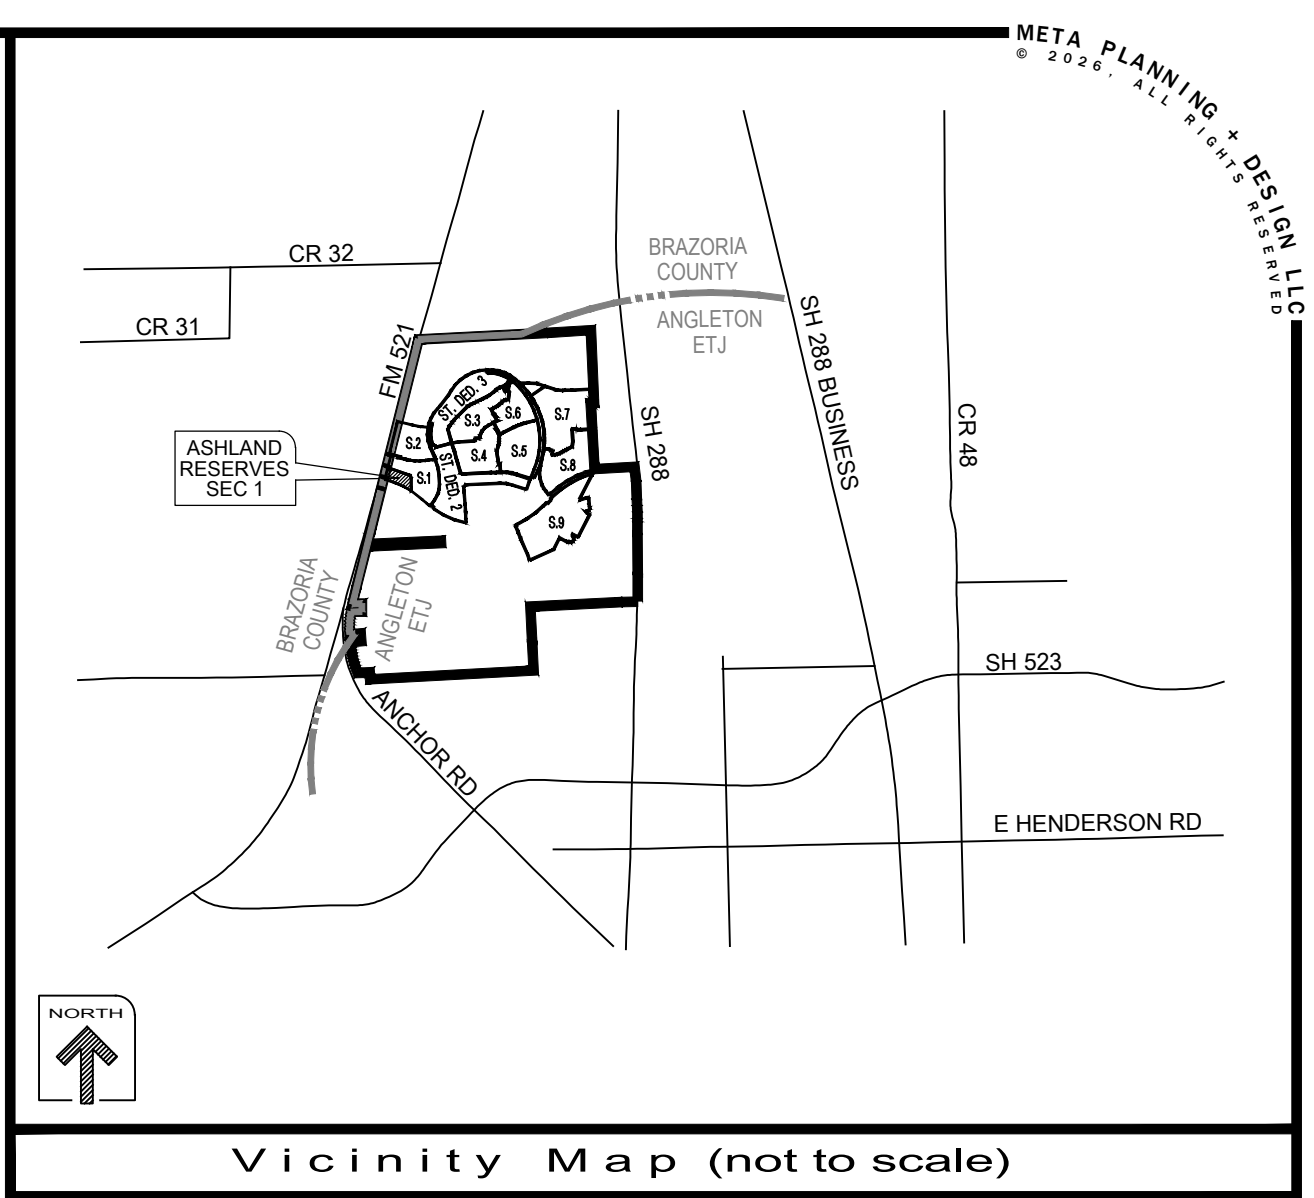 META PLANNING + DESIGN LLC
© 2026, ALL RIGHTS RESERVED
CR 32
BRAZORIA
COUNTY
CR 31
ANGLETON
ETJ
FM 521
SH 288 BUSINESS
ST. DED. 3
S.3
S.6
S.7
SH 288
CR 48
ASHLAND
RESERVES
SEC 1
S.2
S.4
S.5
S.8
S.1
ST. DED. 2
S.9
BRAZORIA
COUNTY
ANGLETON
ETJ
SH 523
ANCHOR RD
E HENDERSON RD
NORTH
Vicinity Map (not to scale)